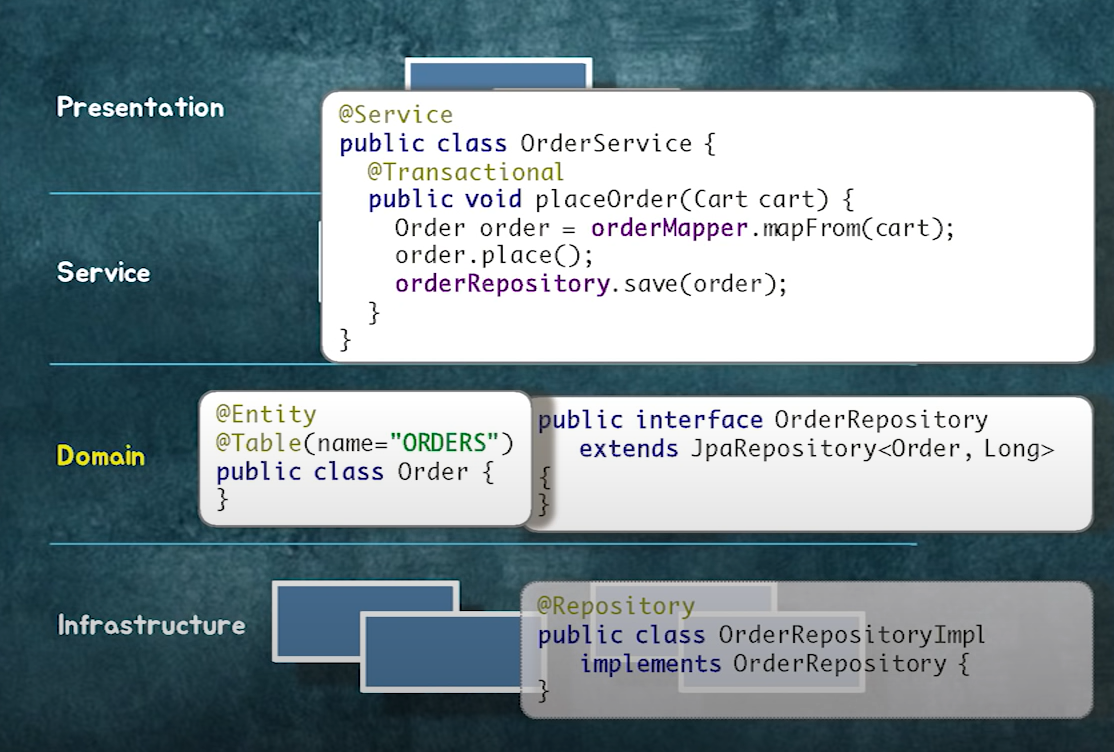 Presentation
@Service
public class OrderService {
@Transactional
public void placeOrder(Cart cart) {
Order order = orderMapper.mapFrom(cart);
order.place();
orderRepository.save(order);
}
}
Service
Domain
@Entity
@Table(name="ORDERS")
public class Order {
}
public interface OrderRepository
extends JpaRepository<Order, Long>
{
}
Infrastructure
@Repository
public class OrderRepositoryImpl
implements OrderRepository {
}